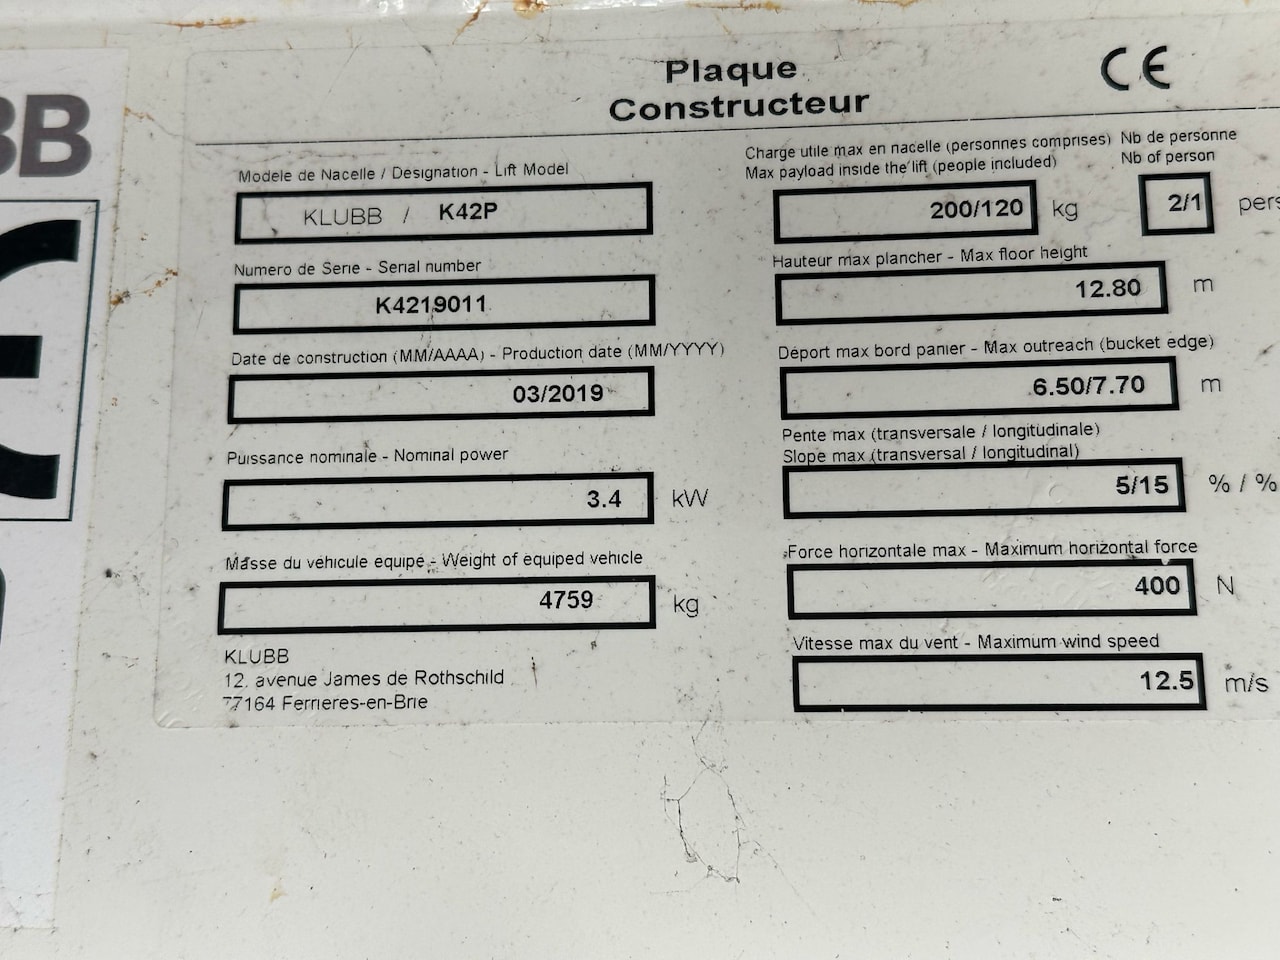 BB
CE
Plaque
Constructeur
CE
Modele de Nacelle / Designation - Lift Model
KLUBB / K42P
Numero de Serie - Serial number
K4219011
Date de construction (MM/AAAA) - Production date (MM/YYYY)
03/2019
Puissance nominale - Nominal power
3.4 kW
Masse du véhicule equipé - Weight of equiped vehicle
4759 kg
KLUBB
12, avenue James de Rothschild
77164 Ferrieres-en-Brie
Charge utile max en nacelle (personnes comprises)
Max payload inside the lift (people included)
200/120 kg
Nb de personne
Nb of person
2/1 pers
Hauteur max plancher - Max floor height
12.80 m
Déport max bord panier - Max outreach (bucket edge)
6.50/7.70 m
Pente max (transversale / longitudinale)
Slope max (transversal / longitudinal)
5/15 % / %
Force horizontale max - Maximum horizontal force
400 N
Vitesse max du vent - Maximum wind speed
12.5 m/s